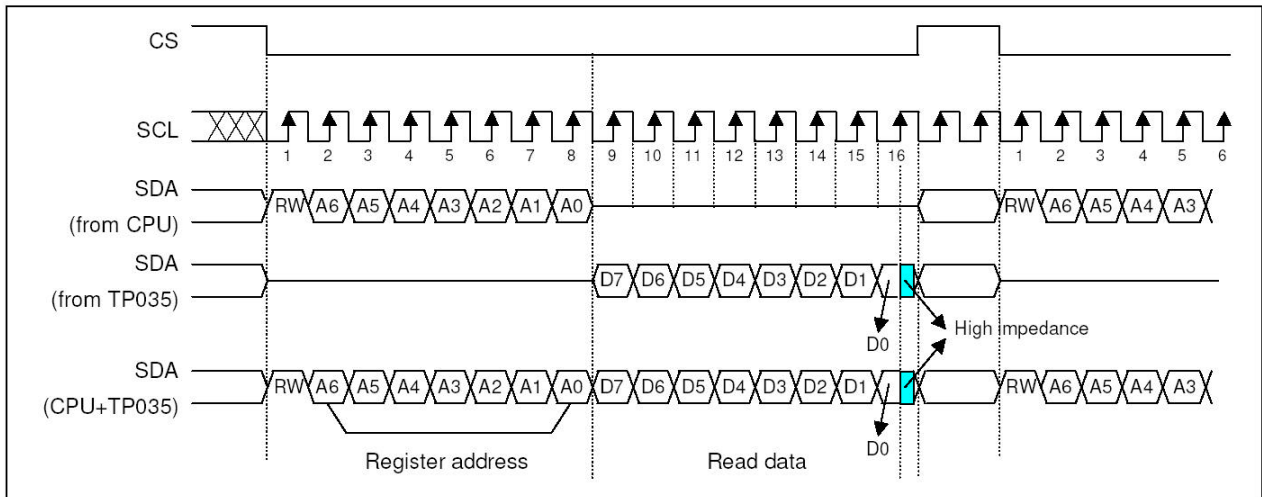 CS
SCL
1 2 3 4 5 6 7 8 9 10 11 12 13 14 15 16 1 2 3 4 5 6
SDA
(from CPU)
RW A6 A5 A4 A3 A2 A1 A0 RW A6 A5 A4 A3
SDA
(from TP035)
D7 D6 D5 D4 D3 D2 D1
D0
High impedance
SDA
(CPU+TP035)
RW A6 A5 A4 A3 A2 A1 A0 D7 D6 D5 D4 D3 D2 D1 RW A6 A5 A4 A3
D0
Register address Read data